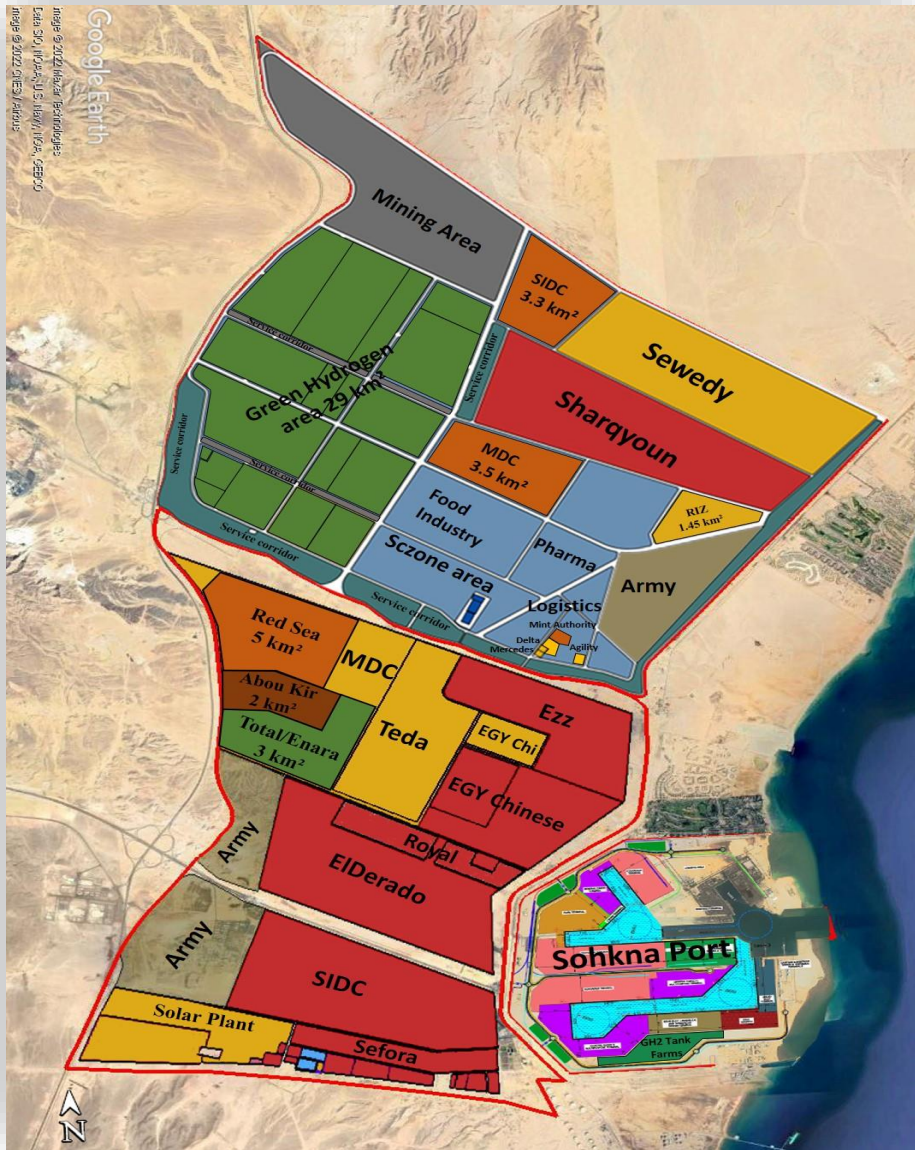 Google Earth
Mining Area
SIDC
3.3 km²
Sewedy
Service corridor
Service corridor
Green Hydrogen
area 29 km²
Sharqyoun
MDC
3.5 km²
Service corridor
Service corridor
Service corridor
Food
Industry
RIZ
1.45 km²
Pharma
Sczone area
Army
Logistics
Mint Authority
Service corridor
Delta
Mercedes
Agility
Red Sea
5 km²
MDC
Abou Kir
2 km²
Total/Enara
3 km²
Teda
Ezz
EGY Chi
EGY Chinese
Army
Royal
ElDerado
Army
SIDC
Sohkna Port
Solar Plant
Sefora
GH2 Tank
Farms
N